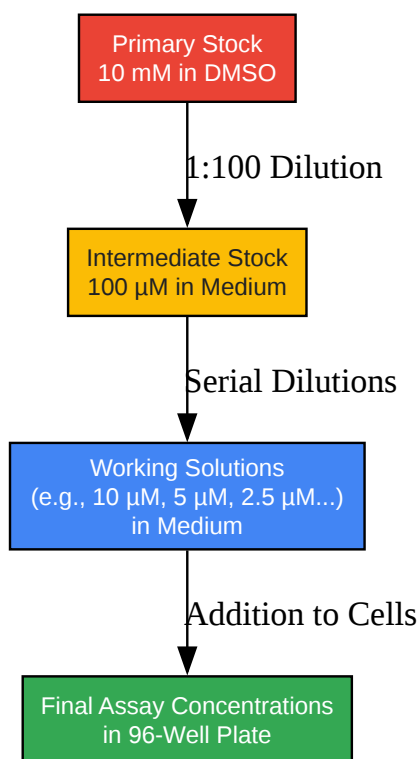 Primary Stock
10 mM in DMSO
1:100 Dilution
Intermediate Stock
100 µM in Medium
Serial Dilutions
Working Solutions
(e.g., 10 µM, 5 µM, 2.5 µM...)
in Medium
Addition to Cells
Final Assay Concentrations
in 96-Well Plate